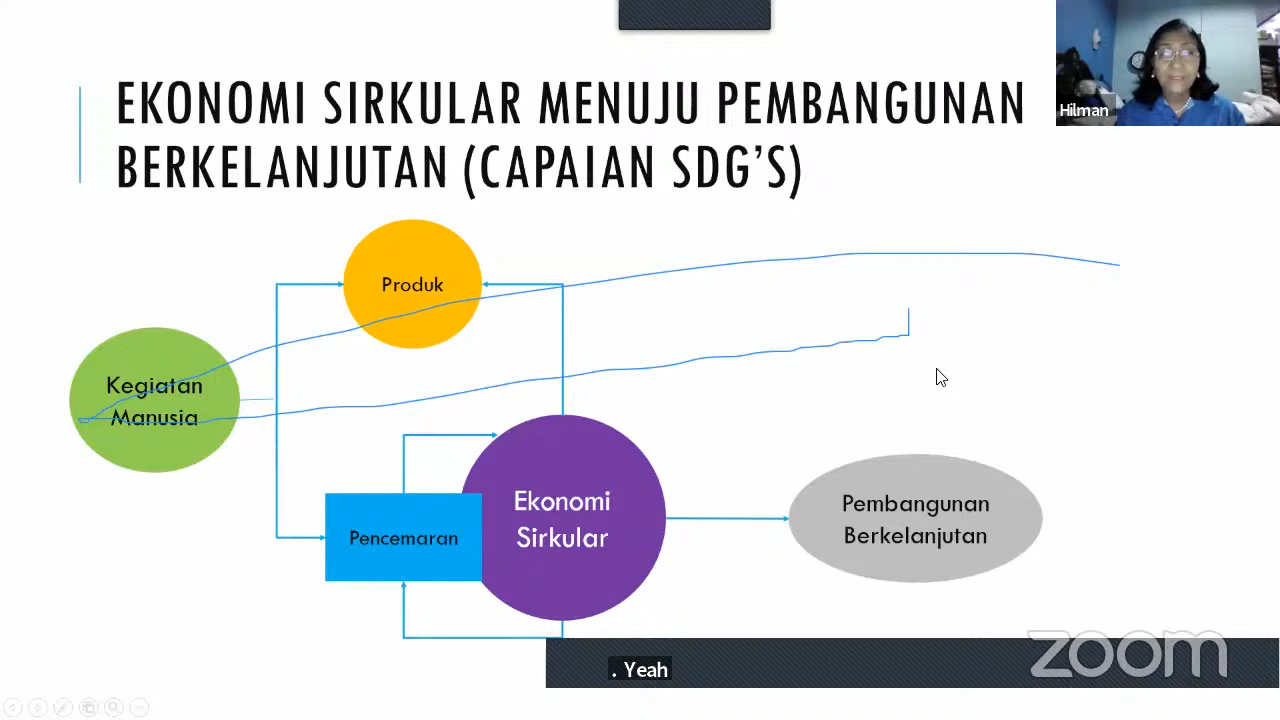 EKONOMI SIRKULAR MENUJU PEMBANGUNAN
BERKELANJUTAN (CAPAIAN SDG'S)
Hilman
Produk
Kegiatan
Manusia
Ekonomi
Sirkular
Pencemaran
Pembangunan
Berkelanjutan
zoom
. Yeah